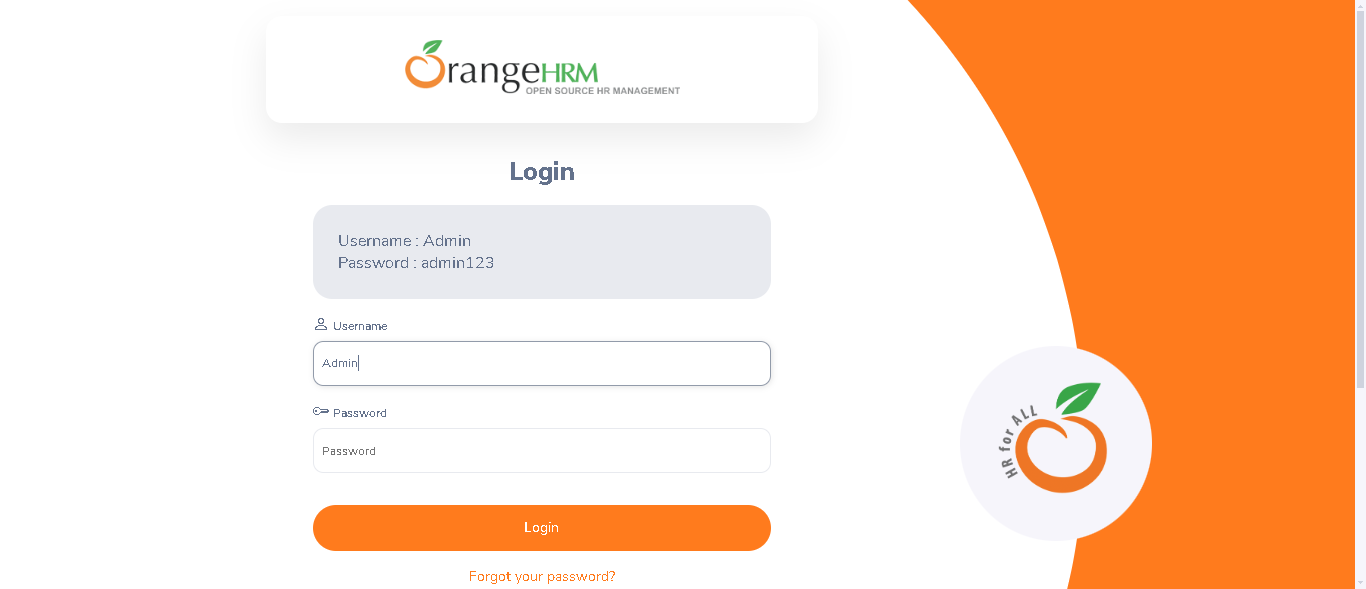 OrangeHRM
OPEN SOURCE HR MANAGEMENT
Login
Username : Admin
Password : admin123
Username
Admin
Password
Password
Login
Forgot your password?
HR for ALL